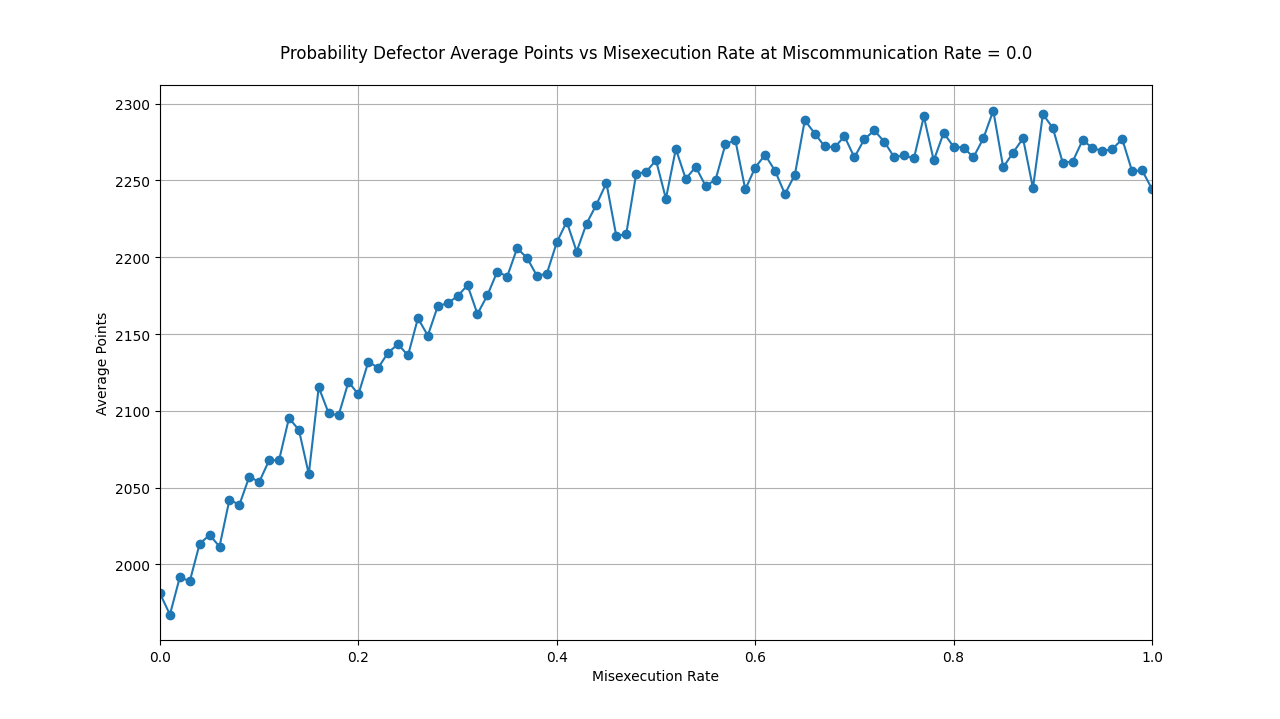 Probability Defector Average Points vs Misexecution Rate at Miscommunication Rate = 0.0
2300
2250
2200
2150
2100
2050
2000
Average Points
0.0 0.2 0.4 0.6 0.8 1.0
Misexecution Rate